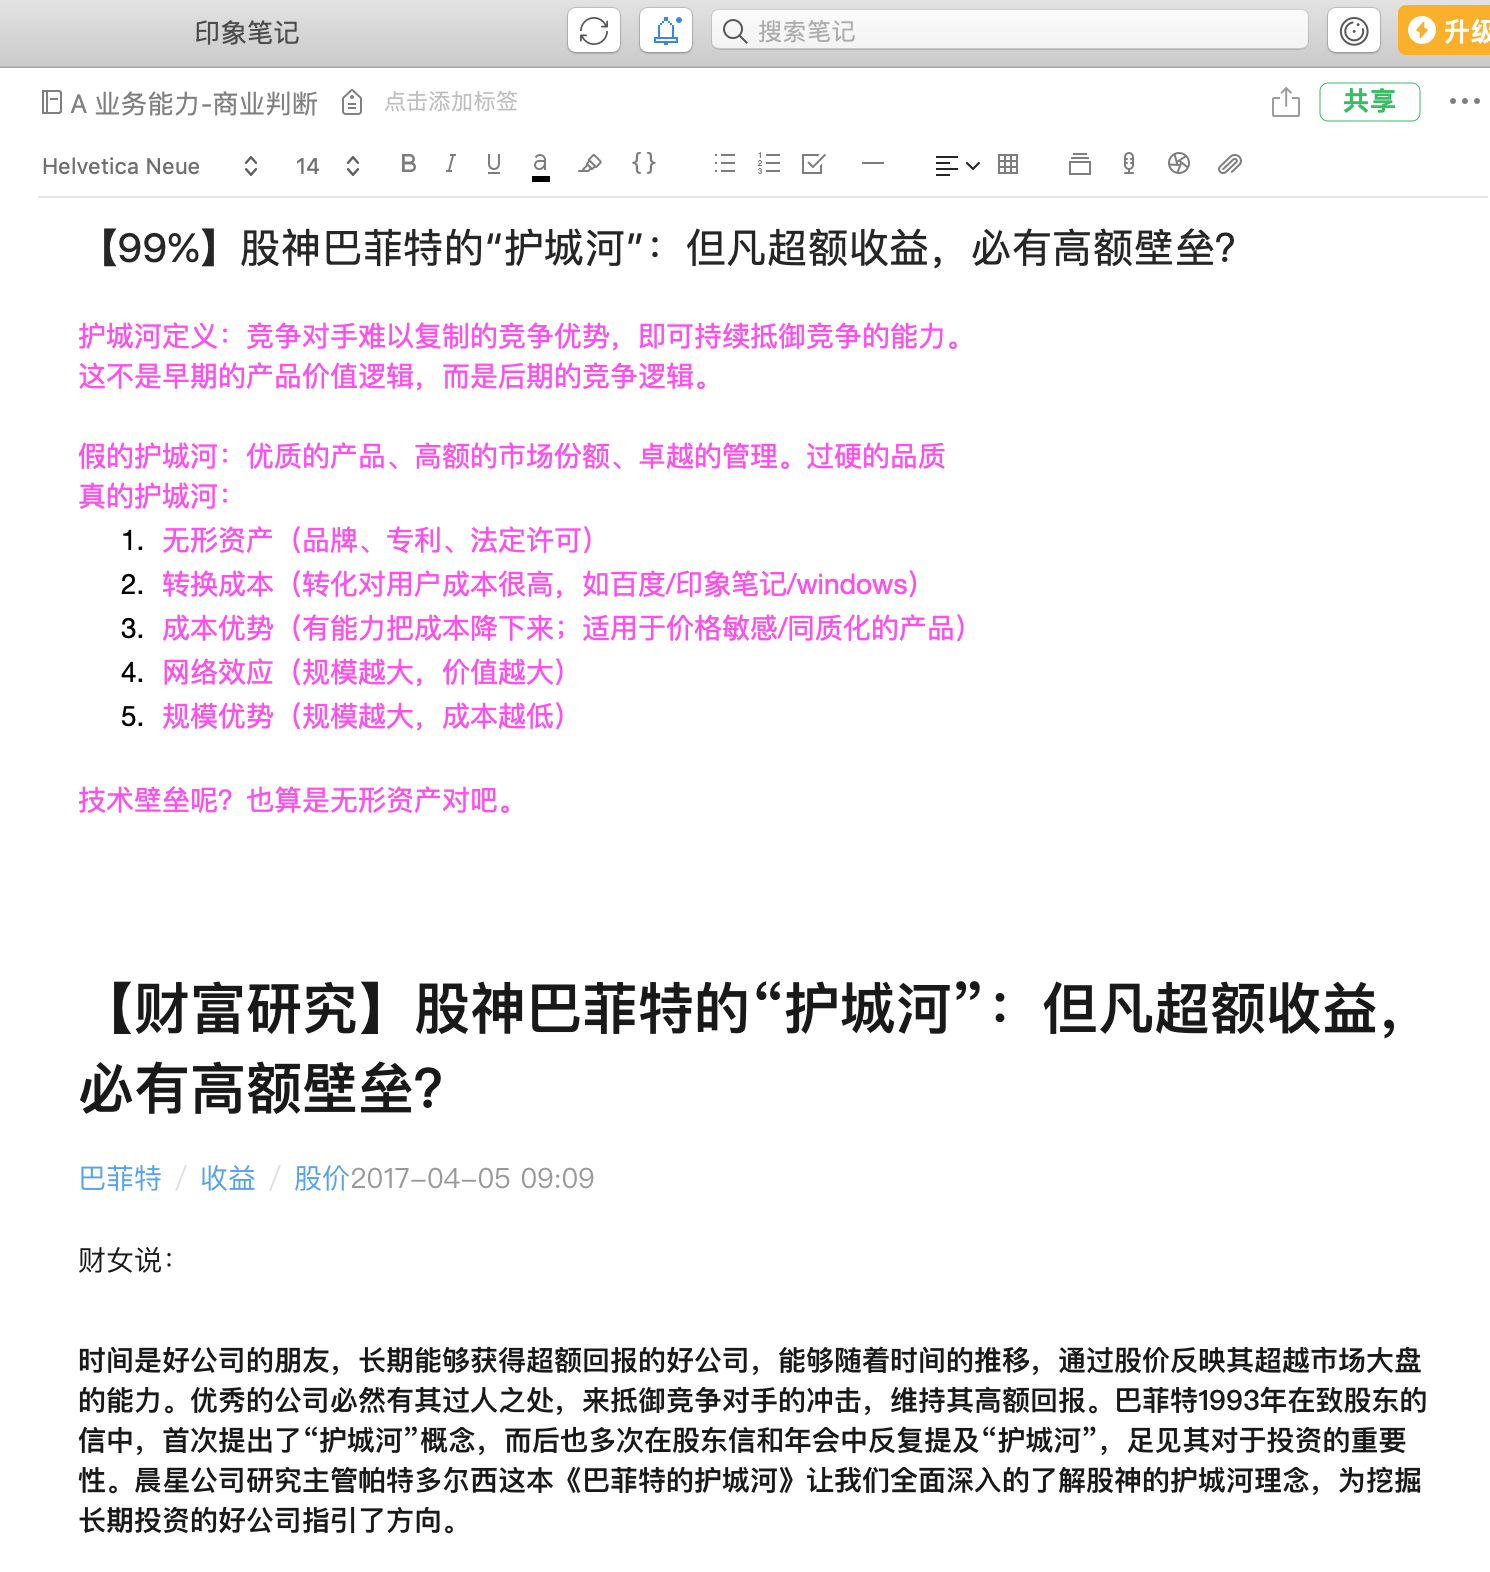 印象笔记
搜索笔记
升级
A 业务能力-商业判断
点击添加标签
共享
Helvetica Neue
14
B I U a {}
【99%】股神巴菲特的“护城河”：但凡超额收益，必有高额壁垒?
护城河定义：竞争对手难以复制的竞争优势，即可持续抵御竞争的能力。
这不是早期的产品价值逻辑，而是后期的竞争逻辑。
假的护城河：优质的产品、高额的市场份额、卓越的管理。过硬的品质
真的护城河：
1. 无形资产（品牌、专利、法定许可）
2. 转换成本（转化对用户成本很高，如百度/印象笔记/windows）
3. 成本优势（有能力把成本降下来；适用于价格敏感/同质化的产品）
4. 网络效应（规模越大，价值越大）
5. 规模优势（规模越大，成本越低）
技术壁垒呢？也算是无形资产对吧。
【财富研究】股神巴菲特的“护城河”：但凡超额收益，
必有高额壁垒?
巴菲特 / 收益 / 股价2017-04-05 09:09
财女说：
时间是好公司的朋友，长期能够获得超额回报的好公司，能够随着时间的推移，通过股价反映其超越市场大盘
的能力。优秀的公司必然有其过人之处，来抵御竞争对手的冲击，维持其高额回报。巴菲特1993年在致股东的
信中，首次提出了“护城河”概念，而后也多次在股东信和年会中反复提及“护城河”，足见其对于投资的重要
性。晨星公司研究主管帕特多尔西这本《巴菲特的护城河》让我们全面深入的了解股神的护城河理念，为挖掘
长期投资的好公司指引了方向。